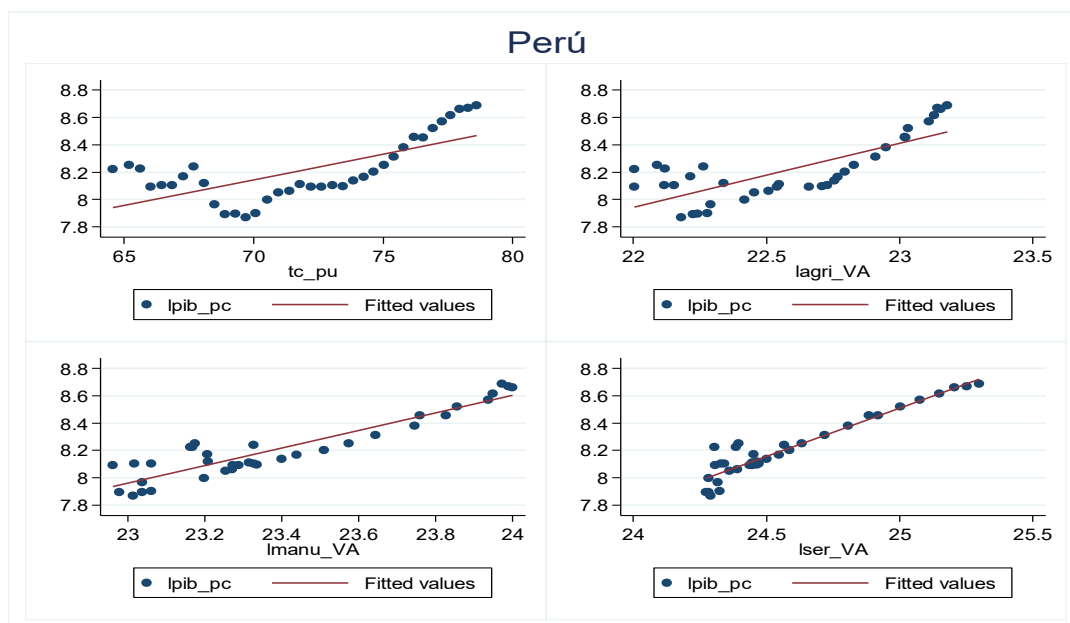 Perú
8.8
8.6
8.4
8.2
8
7.8
65 70 75 80
tc_pu
lpib_pc Fitted values
8.8
8.6
8.4
8.2
8
7.8
22 22.5 23 23.5
lagri_VA
lpib_pc Fitted values
8.8
8.6
8.4
8.2
8
7.8
23 23.2 23.4 23.6 23.8 24
lmanu_VA
lpib_pc Fitted values
8.8
8.6
8.4
8.2
8
7.8
24 24.5 25 25.5
lser_VA
lpib_pc Fitted values